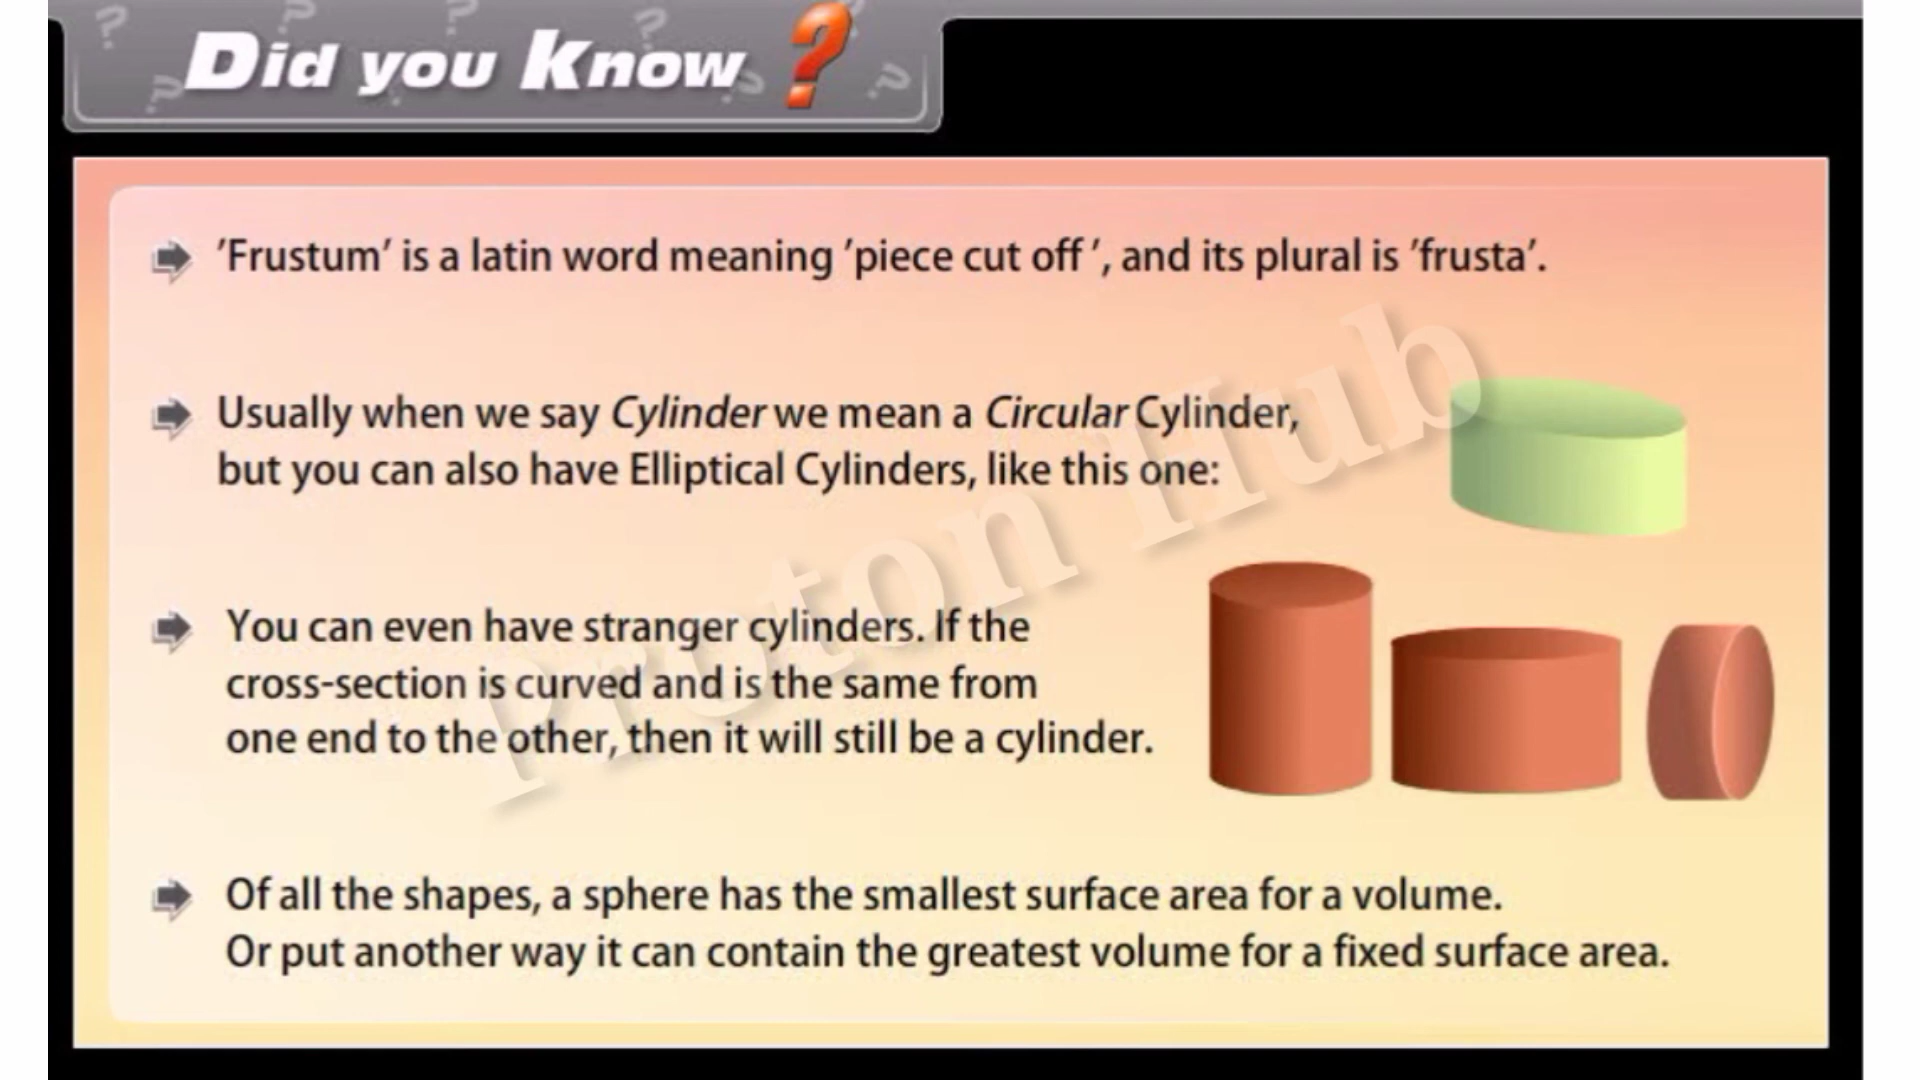 Did you Know ?
'Frustum' is a latin word meaning 'piece cut off', and its plural is 'frusta'.
Usually when we say Cylinder we mean a Circular Cylinder,
but you can also have Elliptical Cylinders, like this one:
You can even have stranger cylinders. If the
cross-section is curved and is the same from
one end to the other, then it will still be a cylinder.
Of all the shapes, a sphere has the smallest surface area for a volume.
Or put another way it can contain the greatest volume for a fixed surface area.
Proton Hub